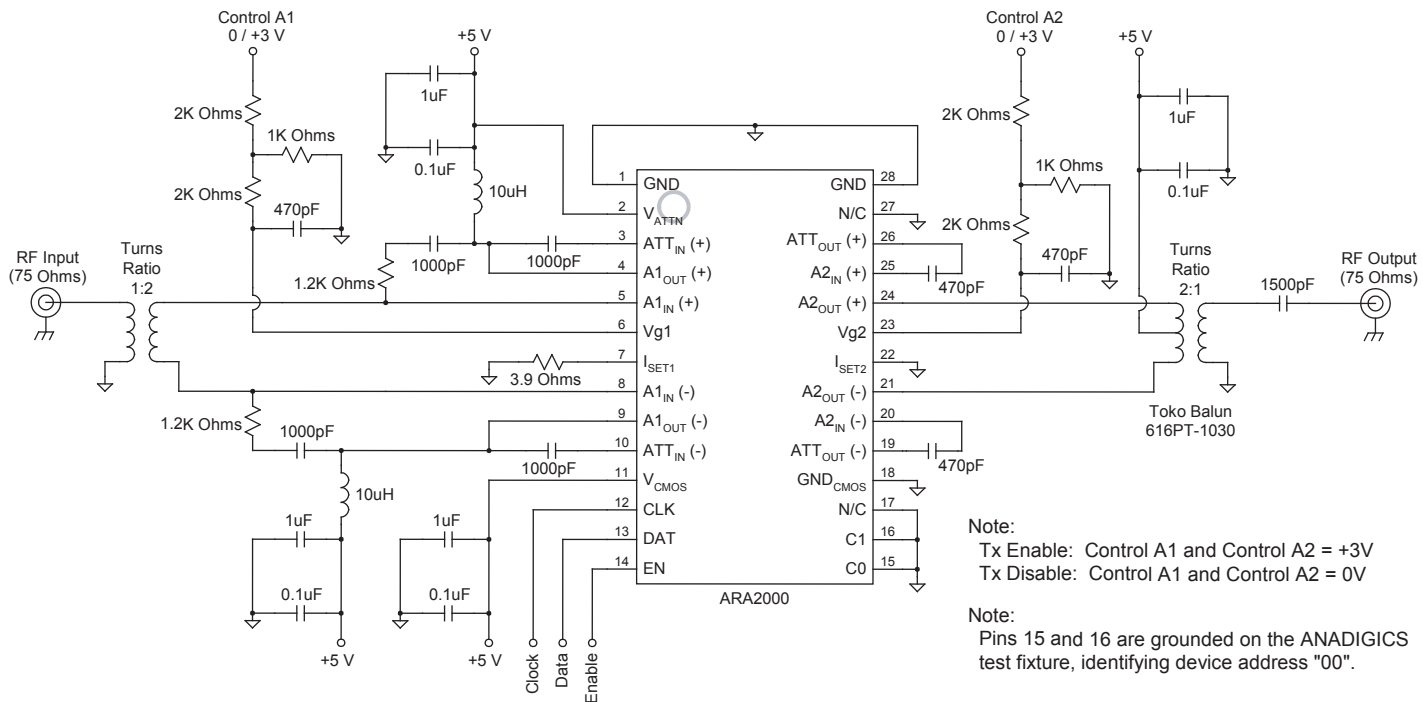 Control A1
0 / +3 V
+5 V
Control A2
0 / +3 V
+5 V
1uF
2K Ohms
1K Ohms
0.1uF
2K Ohms
10uH
470pF
2K Ohms
1uF
1K Ohms
0.1uF
2K Ohms
470pF
RF Input
(75 Ohms)
Turns
Ratio
1:2
1.2K Ohms
1000pF
1000pF
1 GND
2 VATTN
3 ATTIN (+)
4 A1OUT (+)
5 A1IN (+)
6 Vg1
7 ISET1
8 A1IN (-)
9 A1OUT (-)
10 ATTIN (-)
11 VCMOS
12 CLK
13 DAT
14 EN
GND 28
N/C 27
ATTOUT (+) 26
A2IN (+) 25
A2OUT (+) 24
Vg2 23
ISET2 22
A2OUT (-) 21
A2IN (-) 20
ATTOUT (-) 19
GNDCMOS 18
N/C 17
C1 16
C0 15
ARA2000
470pF
470pF
Turns
Ratio
2:1
1500pF
RF Output
(75 Ohms)
Toko Balun
616PT-1030
3.9 Ohms
1.2K Ohms
1000pF
1000pF
10uH
1uF
0.1uF
+5 V
1uF
0.1uF
+5 V
Clock
Data
Enable
Note:
Tx Enable: Control A1 and Control A2 = +3V
Tx Disable: Control A1 and Control A2 = 0V
Note:
Pins 15 and 16 are grounded on the ANADIGICS
test fixture, identifying device address "00".